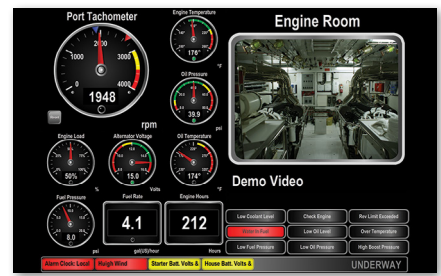 Port Tachometer
Engine Temperature
Engine Room
2000
1000
3000
0
4000
1948
rpm
176°
°F
Oil Pressure
39.9
psi
Engine Load
Alternator Voltage
Oil Temperature
50%
15.0
174°
%
Volts
°F
Fuel Pressure
Fuel Rate
Engine Hours
8.0
4.1
212
psi
gal(US)/hour
Hours
Demo Video
Low Coolant Level
Check Engine
Rev Limit Exceeded
Water in Fuel
Low Oil Level
Over Temperature
Low Fuel Pressure
Low Oil Pressure
High Boost Pressure
Alarm Clock: Local
Starter Batt. Volts &
House Batt. Volts &
UNDERWAY